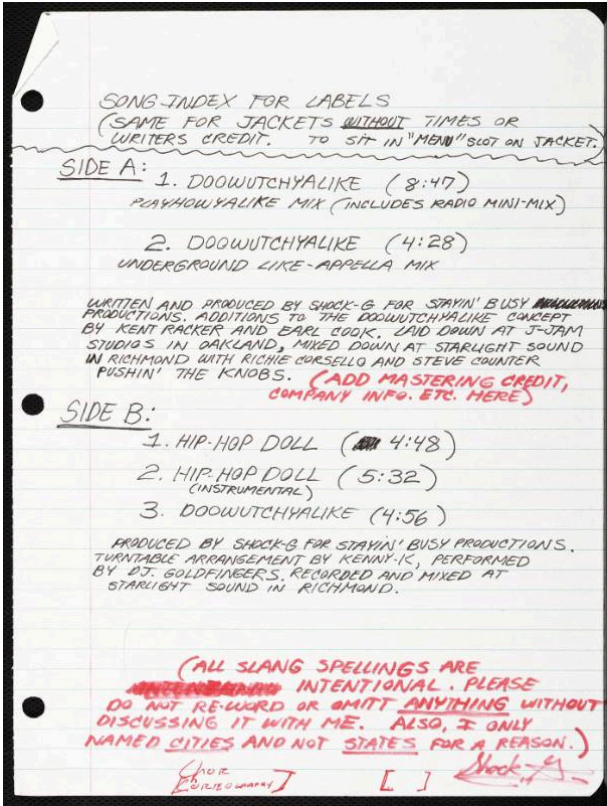 SONG INDEX FOR LABELS
(SAME FOR JACKETS WITHOUT TIMES OR
WRITERS CREDIT. TO SIT IN "MENU" SLOT ON JACKET.)
SIDE A:
1. DOOWUTCHYALIKE (8:47)
PLAYHOWYALIKE MIX (INCLUDES RADIO MINI-MIX)
2. DOOWUTCHYALIKE (4:28)
UNDERGROUND LIKE-APPELLA MIX
WRITTEN AND PRODUCED BY SHOCK-G FOR STAYIN' BUSY
PRODUCTIONS. ADDITIONS TO THE DOOWUTCHYALIKE CONCEPT
BY KENT RACKER AND EARL COOK. LAID DOWN AT J-JAM
STUDIOS IN OAKLAND, MIXED DOWN AT STARLIGHT SOUND
IN RICHMOND WITH RICHIE CORSELLO AND STEVE COUNTER
PUSHIN' THE KNOBS. (ADD MASTERING CREDIT,
COMPANY INFO. ETC. HERE)
SIDE B:
1. HIP-HOP DOLL (4:48)
2. HIP-HOP DOLL (5:32)
(INSTRUMENTAL)
3. DOOWUTCHYALIKE (4:56)
PRODUCED BY SHOCK-G FOR STAYIN' BUSY PRODUCTIONS.
TURNTABLE ARRANGEMENT BY KENNY-K, PERFORMED
BY DJ. GOLDFINGERS. RECORDED AND MIXED AT
STARLIGHT SOUND IN RICHMOND.
(ALL SLANG SPELLINGS ARE
INTENTIONAL. PLEASE
DO NOT RE-WORD OR OMITT ANYTHING WITHOUT
DISCUSSING IT WITH ME. ALSO, I ONLY
NAMED CITIES AND NOT STATES FOR A REASON.)
Shock-G
[ ]